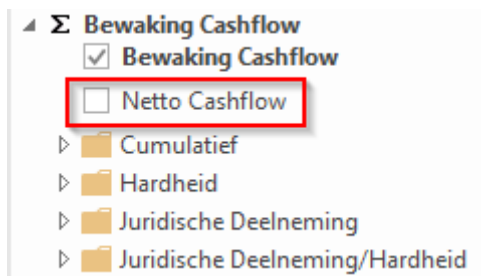 Σ Bewaking Cashflow
Bewaking Cashflow
Netto Cashflow
Cumulatief
Hardheid
Juridische Deelneming
Juridische Deelneming/Hardheid